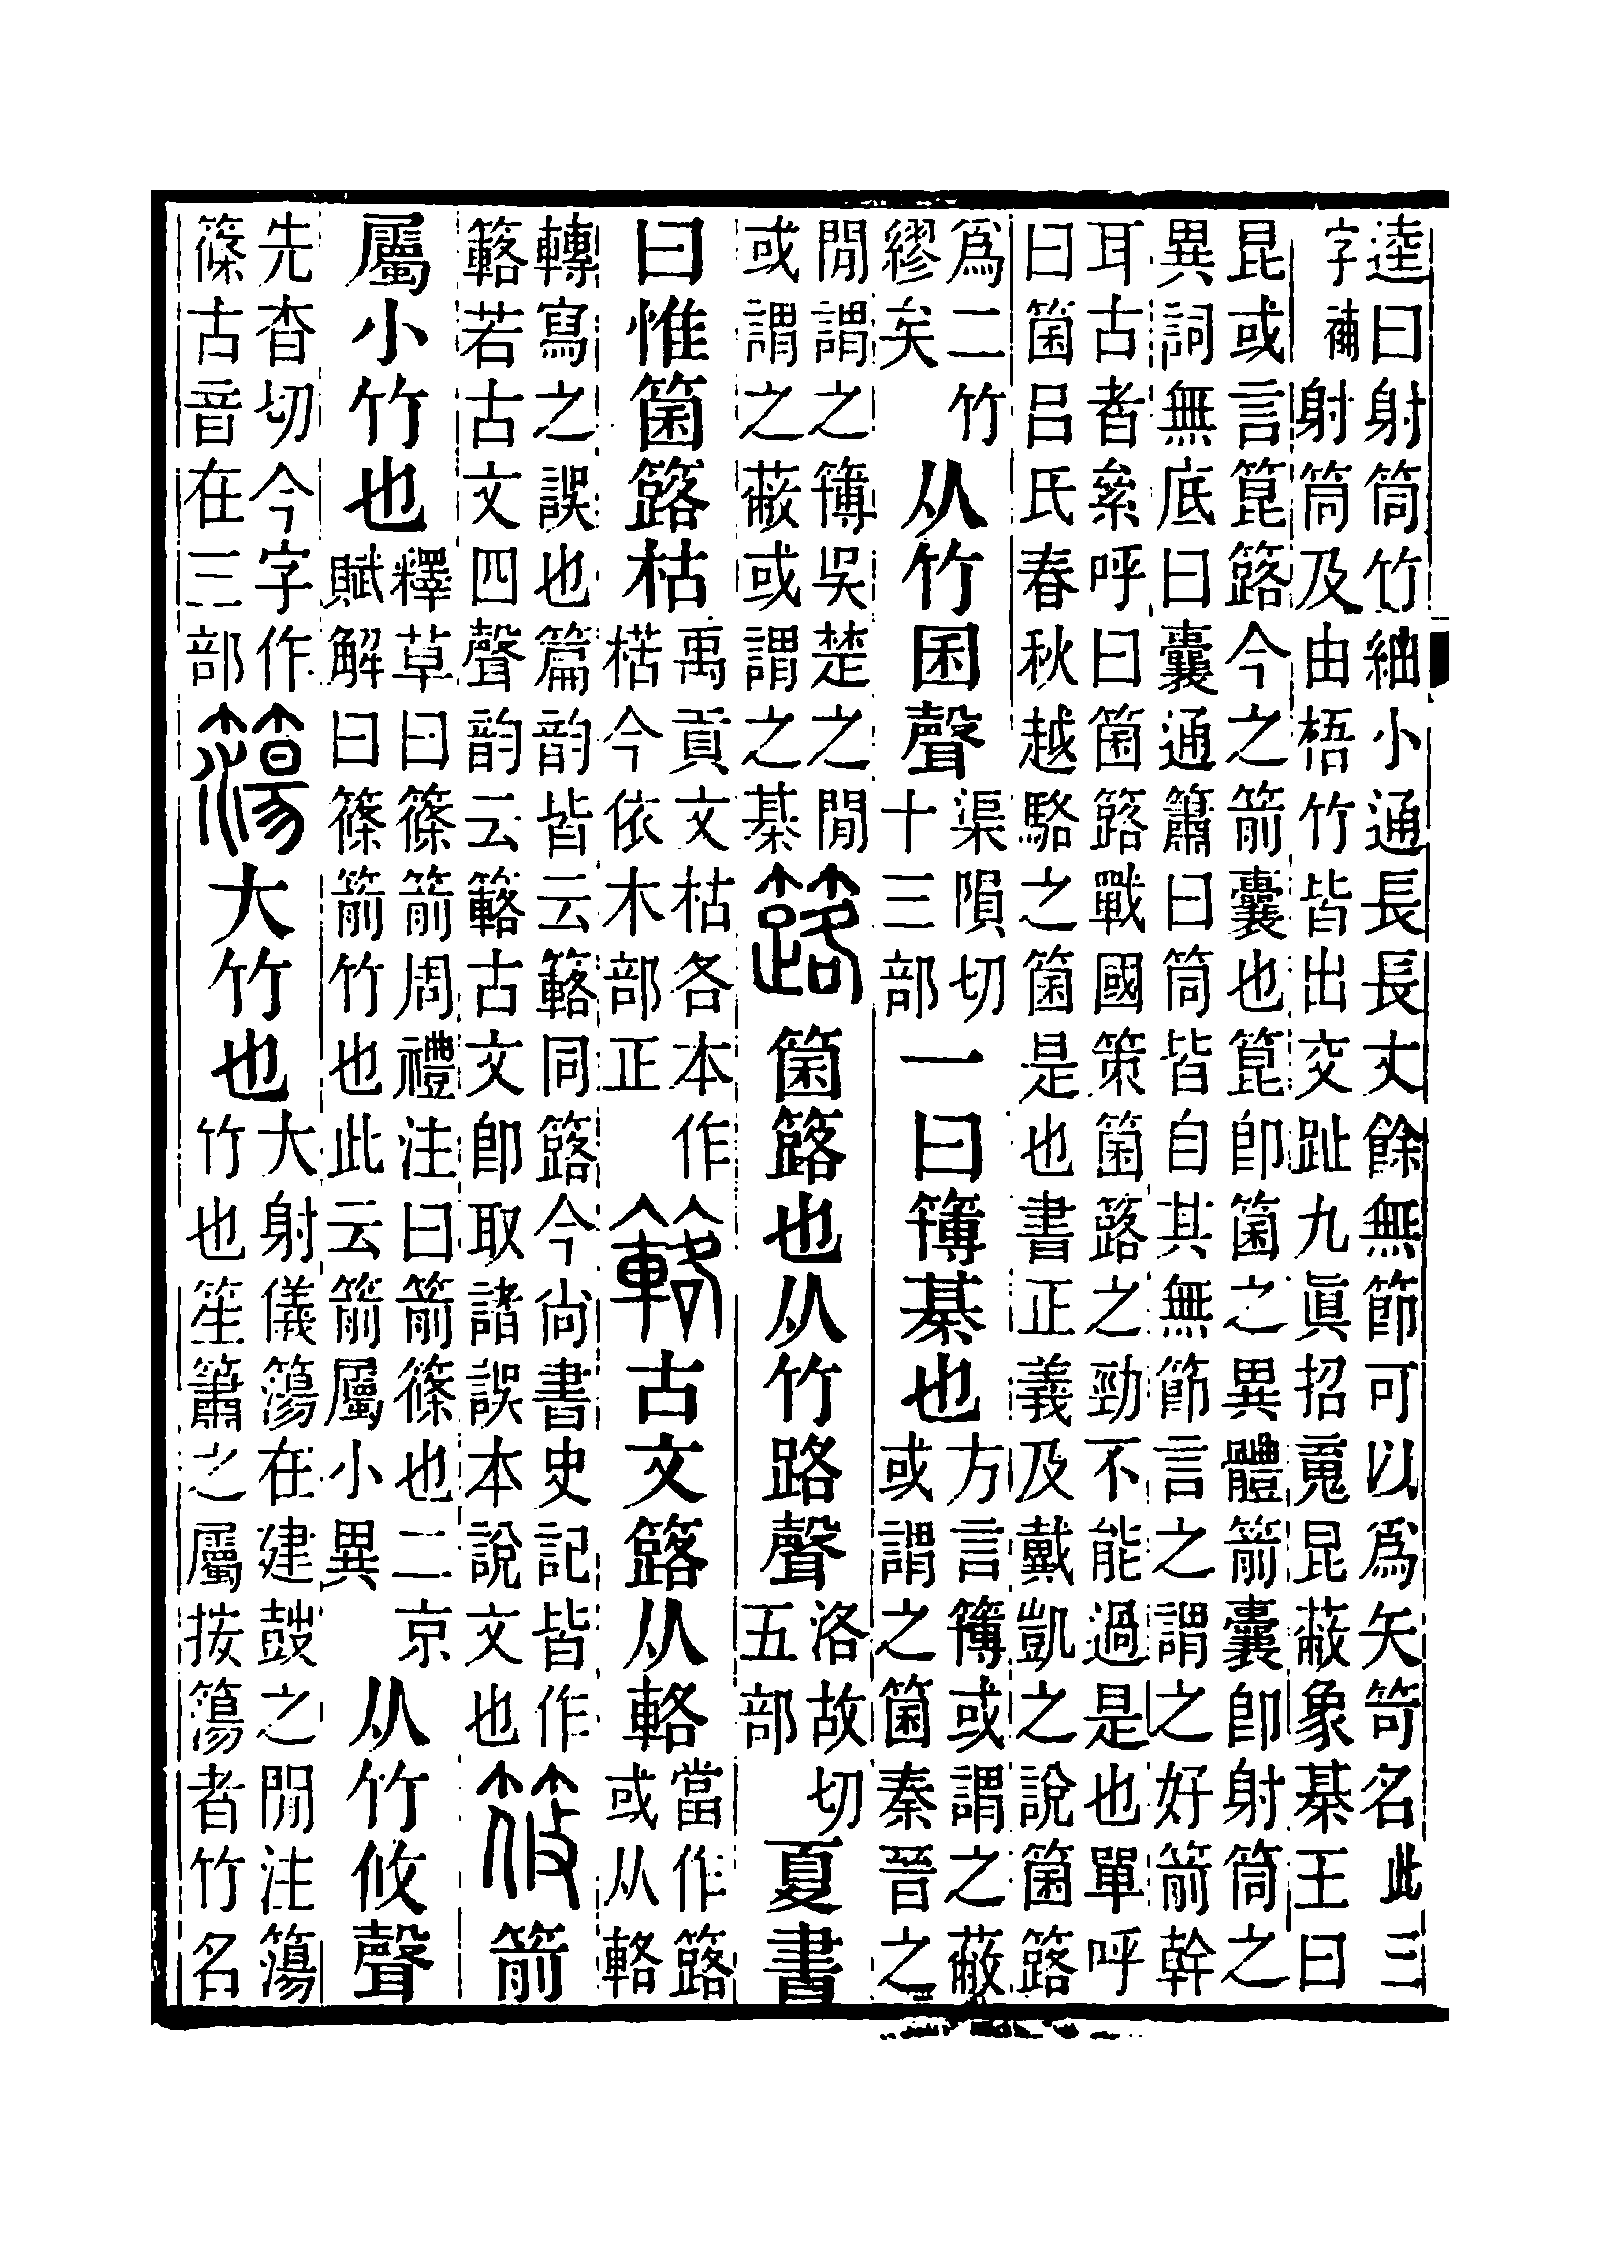 逵曰射筒竹紬小通長長丈餘無節可以爲矢笴名此三
字補射筒及由梧竹皆出交趾九眞招䰟昆蔽象棊王曰
昆或言箟簬今之箭囊也箟卽箘之異體箭囊卽射筒之
異詞無底曰囊通簫曰筒皆自其無節言之謂之好箭幹
耳古者絫呼曰箘簬戰國策箘簬之勁不能過是也單呼
曰箘吕氏春秋越駱之箘是也書正義及戴凱之說箘簬
爲二竹繆矣从竹囷聲渠隕切十三部一曰簙棊也方言簙或謂之蔽或謂之箘秦晉之
閒謂之簙吳楚之閒或謂之蔽或謂之棊簬箘簬也从竹路聲洛故切五部夏書
曰惟箘簬枯禹貢文枯各本作楛今依木部正簵古文簬从輅當作簬或从輅
轉寫之誤也篇韵皆云簵同簬今尙書史記皆作簵若古文四聲韵云簵古文卽取諸誤本說文也筱箭
屬小竹也釋草曰篠箭周禮注曰箭篠也二京賦解曰篠箭竹也此云箭屬小異从竹攸聲
先杳切今字作篠古音在三部簜大竹也大射儀簜在建鼓之閒注簜竹也笙簫之屬按簜者竹名